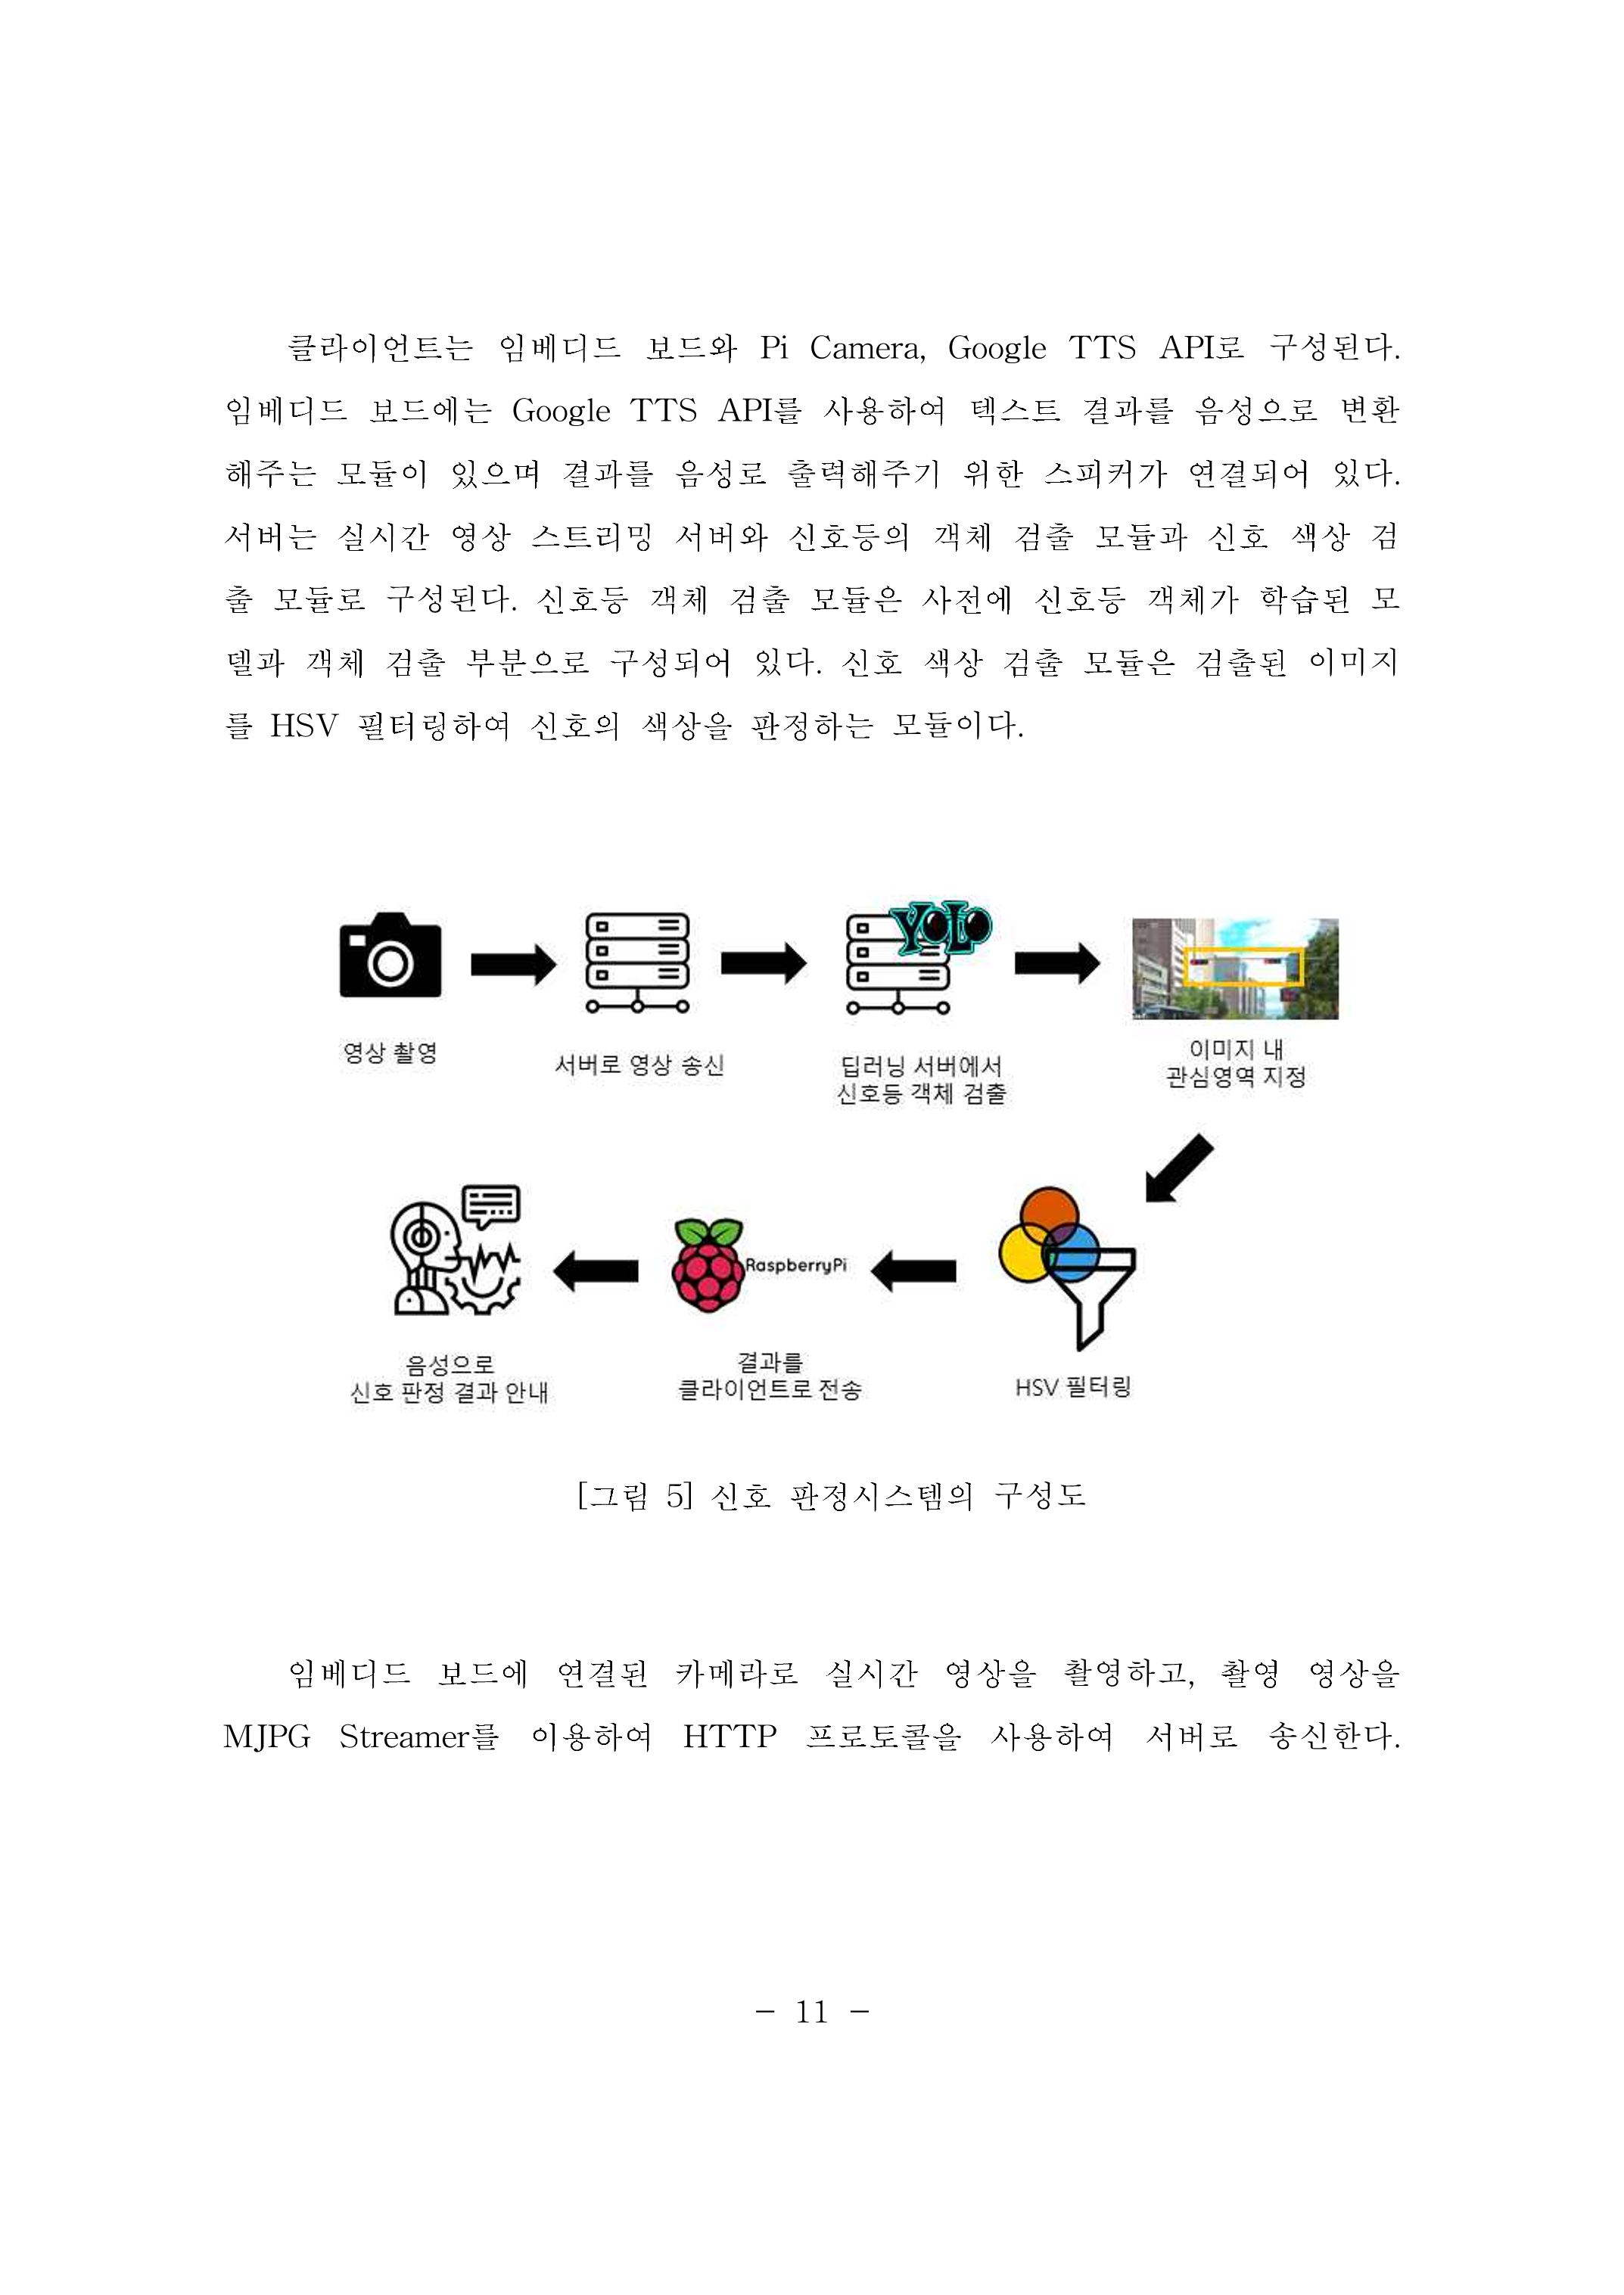 클라이언트는 임베디드 보드와 Pi Camera, Google TTS API로 구성된다.
임베디드 보드에는 Google TTS API를 사용하여 텍스트 결과를 음성으로 변환
해주는 모듈이 있으며 결과를 음성로 출력해주기 위한 스피커가 연결되어 있다.
서버는 실시간 영상 스트리밍 서버와 신호등의 객체 검출 모듈과 신호 색상 검
출 모듈로 구성된다. 신호등 객체 검출 모듈은 사전에 신호등 객체가 학습된 모
델과 객체 검출 부분으로 구성되어 있다. 신호 색상 검출 모듈은 검출된 이미지
를 HSV 필터링하여 신호의 색상을 판정하는 모듈이다.
YOLO
영상 촬영
서버로 영상 송신
딥러닝 서버에서
신호등 객체 검출
이미지 내
관심영역 지정
음성으로
신호 판정 결과 안내
RaspberryPi
결과를
클라이언트로 전송
HSV 필터링
[그림 5] 신호 판정시스템의 구성도
임베디드 보드에 연결된 카메라로 실시간 영상을 촬영하고, 촬영 영상을
MJPG Streamer를 이용하여 HTTP 프로토콜을 사용하여 서버로 송신한다.
- 11 -